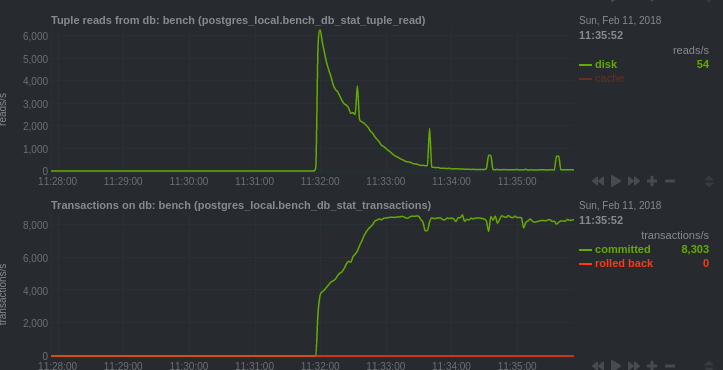 Tuple reads from db: bench (postgres_local.bench_db_stat_tuple_read)
Sun, Feb 11, 2018
11:35:52
reads/s
disk 54
cache
reads/s
6,000
5,000
4,000
3,000
2,000
1,000
0
11:28:00 11:29:00 11:30:00 11:31:00 11:32:00 11:33:00 11:34:00 11:35:00
Transactions on db: bench (postgres_local.bench_db_stat_transactions)
Sun, Feb 11, 2018
11:35:52
transactions/s
committed 8,303
rolled back 0
transactions/s
8,000
6,000
4,000
2,000
0
11:28:00 11:29:00 11:30:00 11:31:00 11:32:00 11:33:00 11:34:00 11:35:00